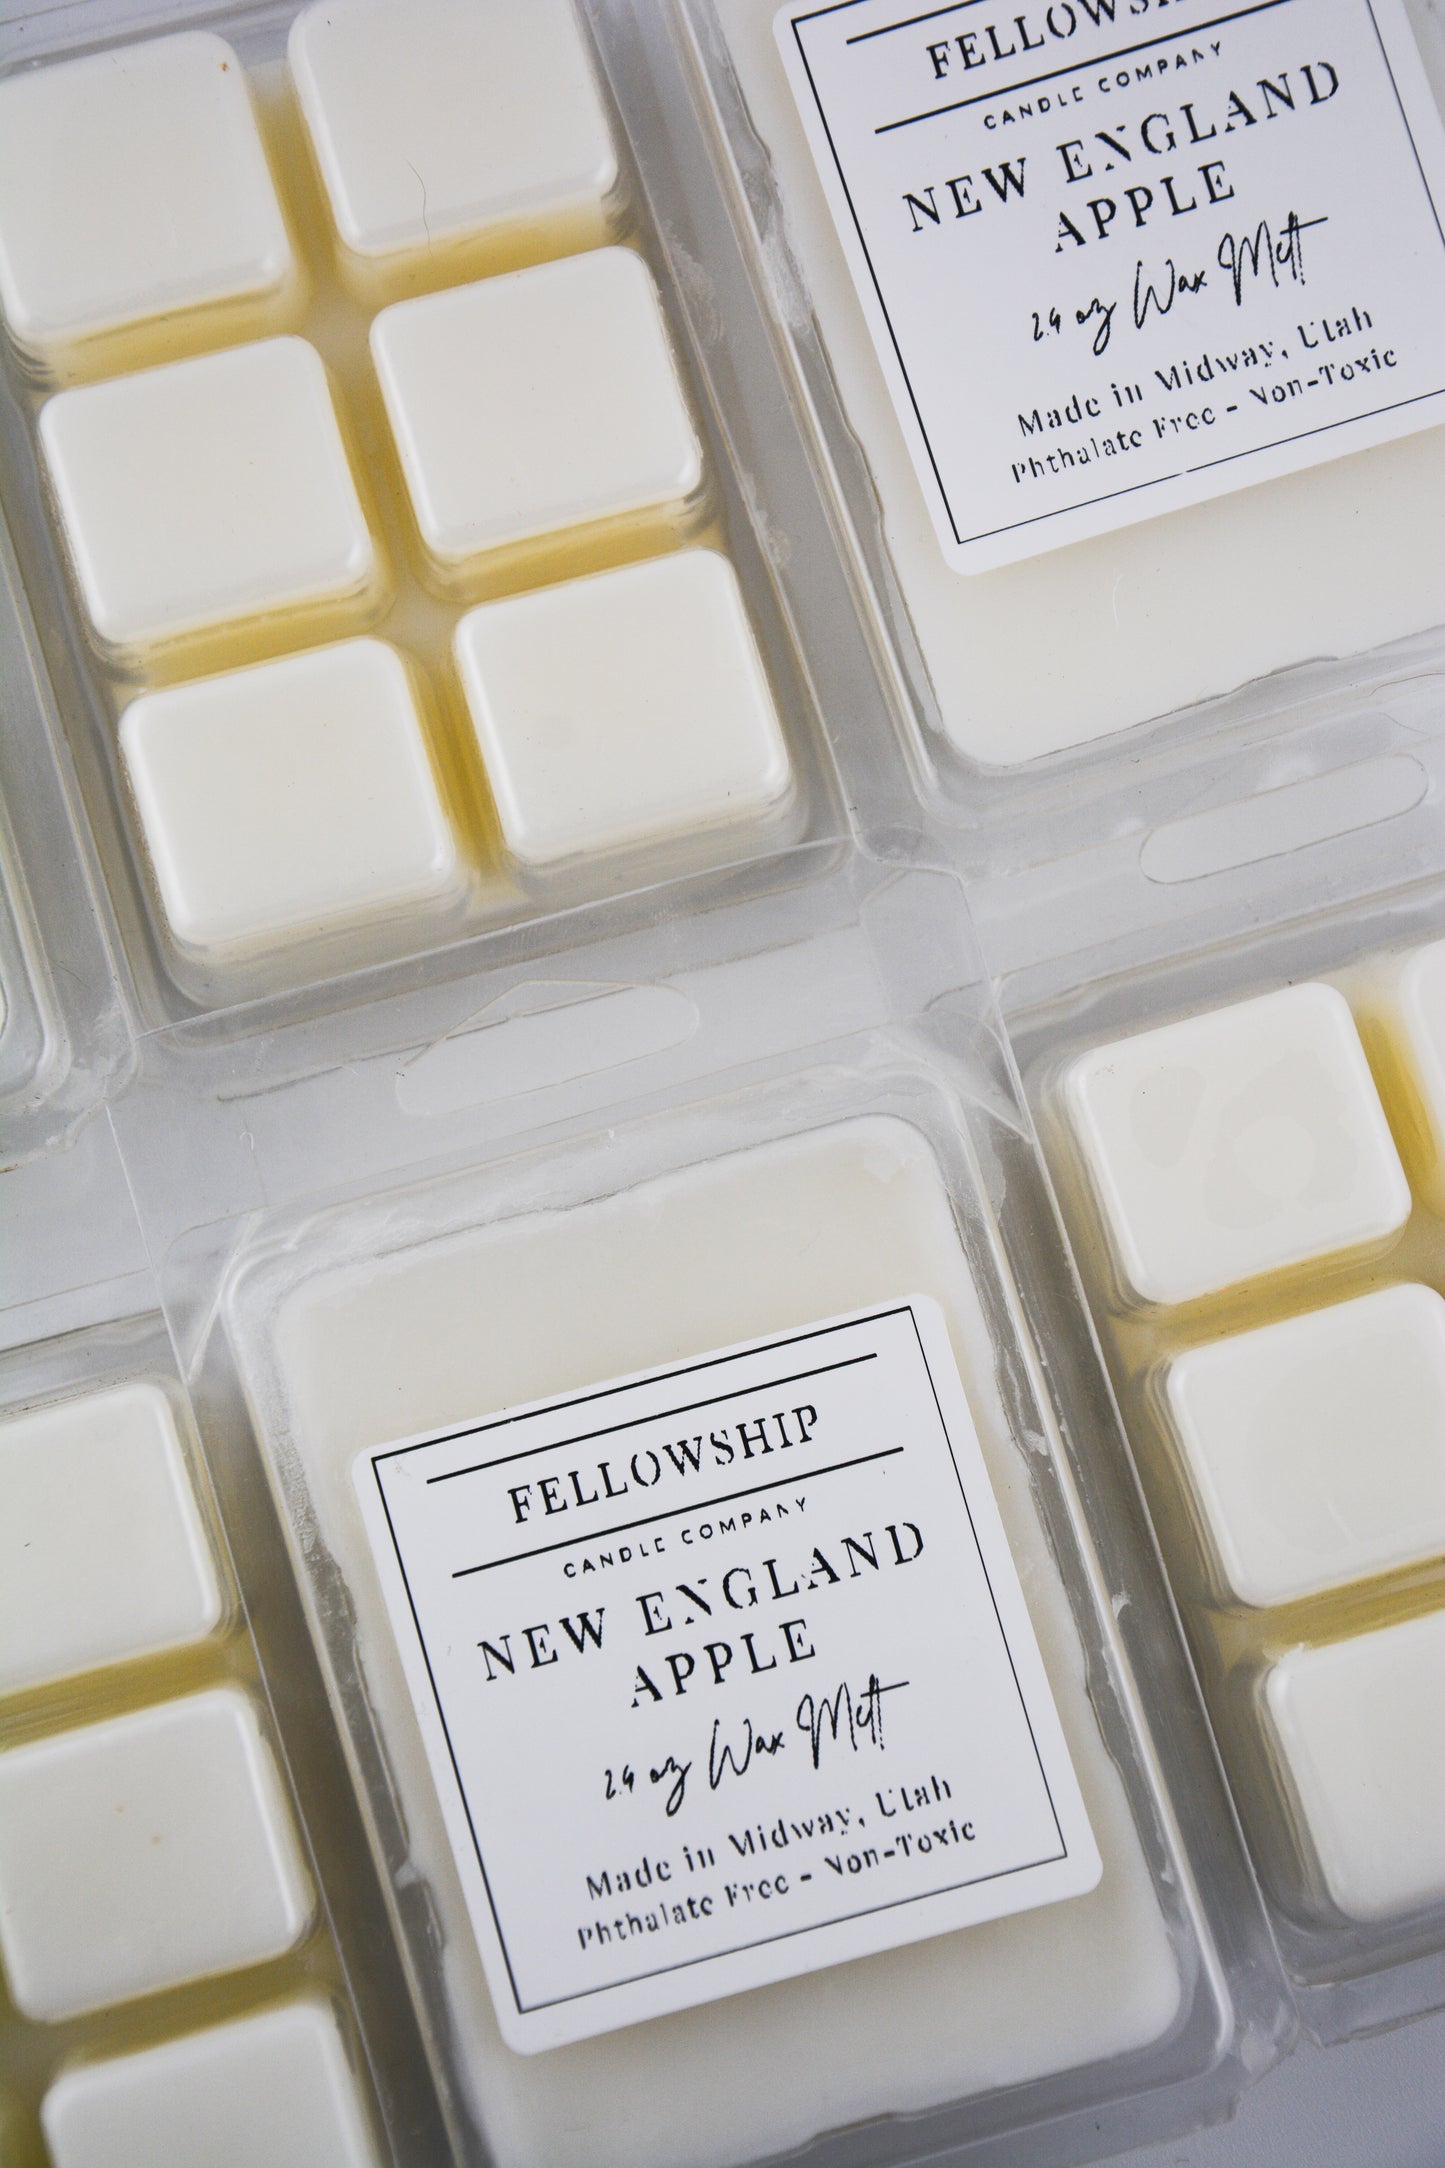 FELLOWSHIP
CANDLE COMPANY
NEW ENGLAND
APPLE
2.4 oz Wax Melt
Made in Midway, Utah
Phthalate Free - Non-Toxic
FELLOWSHIP
CANDLE COMPANY
NEW ENGLAND
APPLE
2.4 oz Wax Melt
Made in Midway, Utah
Phthalate Free - Non-Toxic